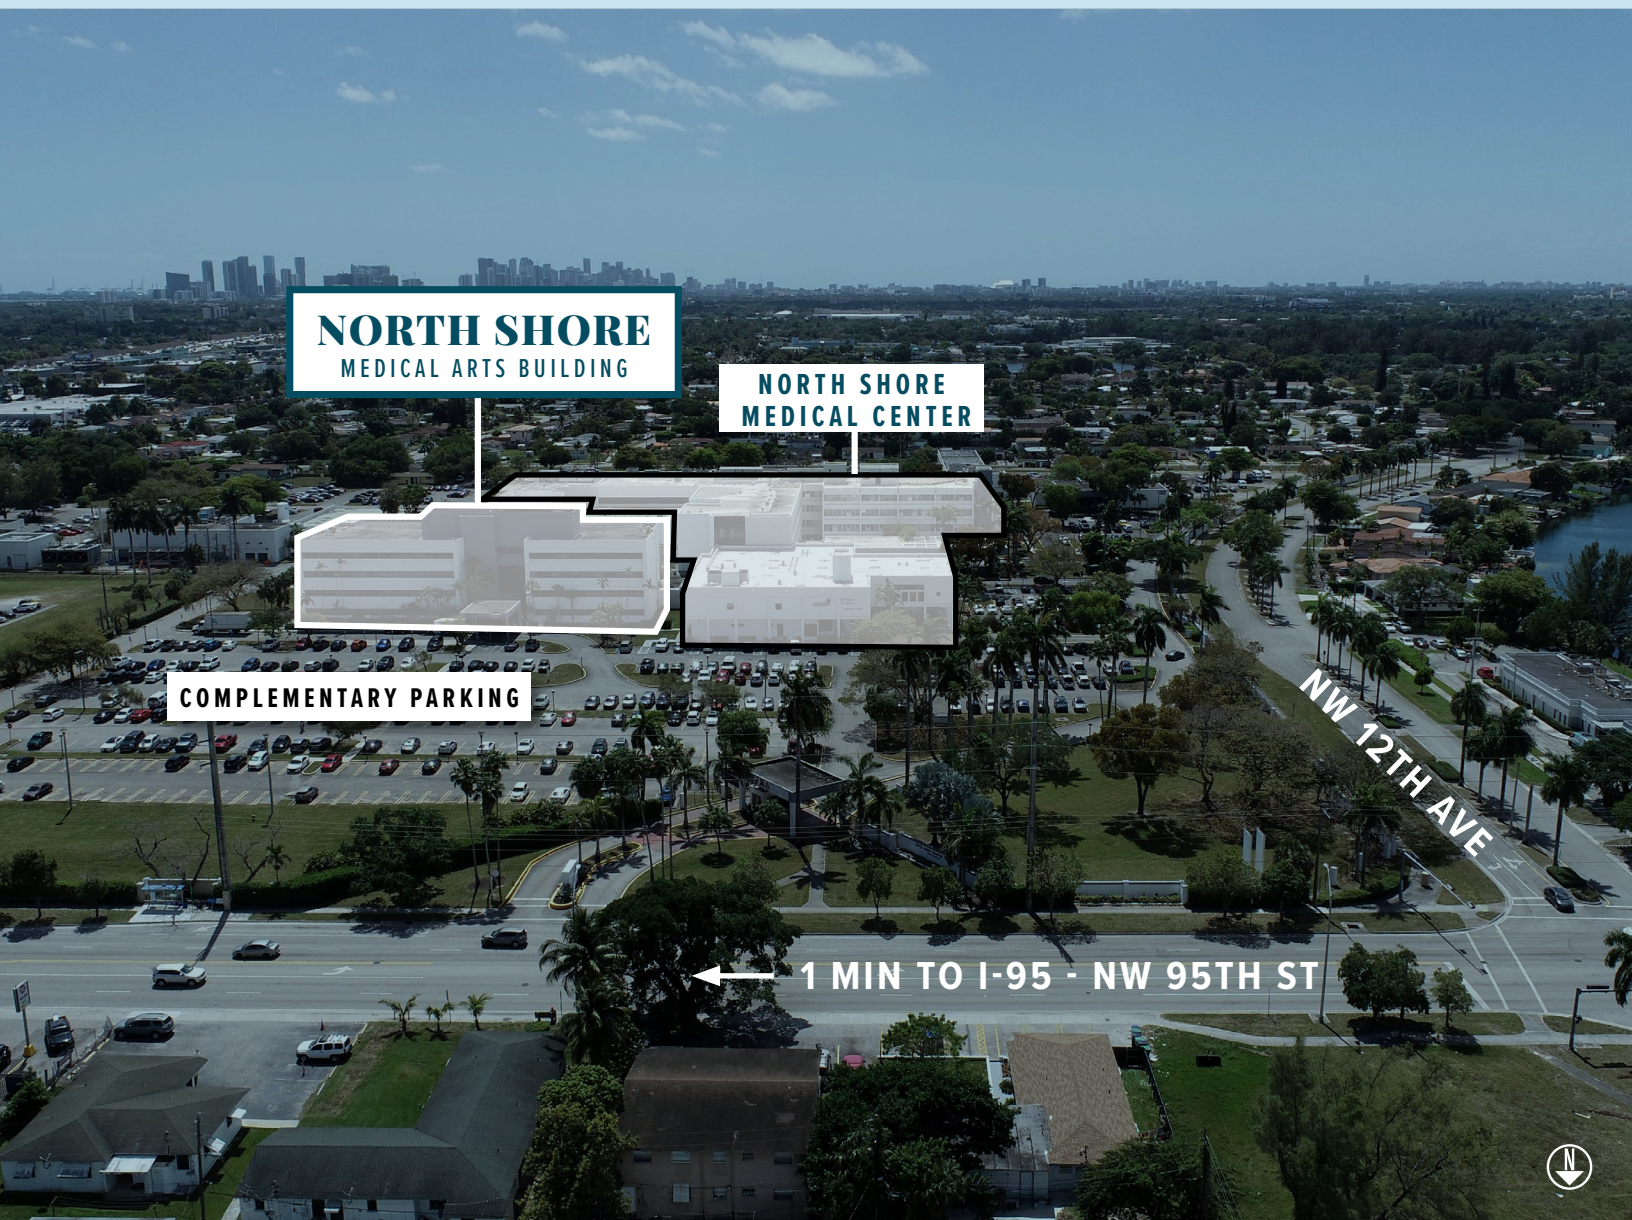 NORTH SHORE
MEDICAL ARTS BUILDING
NORTH SHORE
MEDICAL CENTER
COMPLEMENTARY PARKING
NW 12TH AVE
1 MIN TO I-95 - NW 95TH ST
N